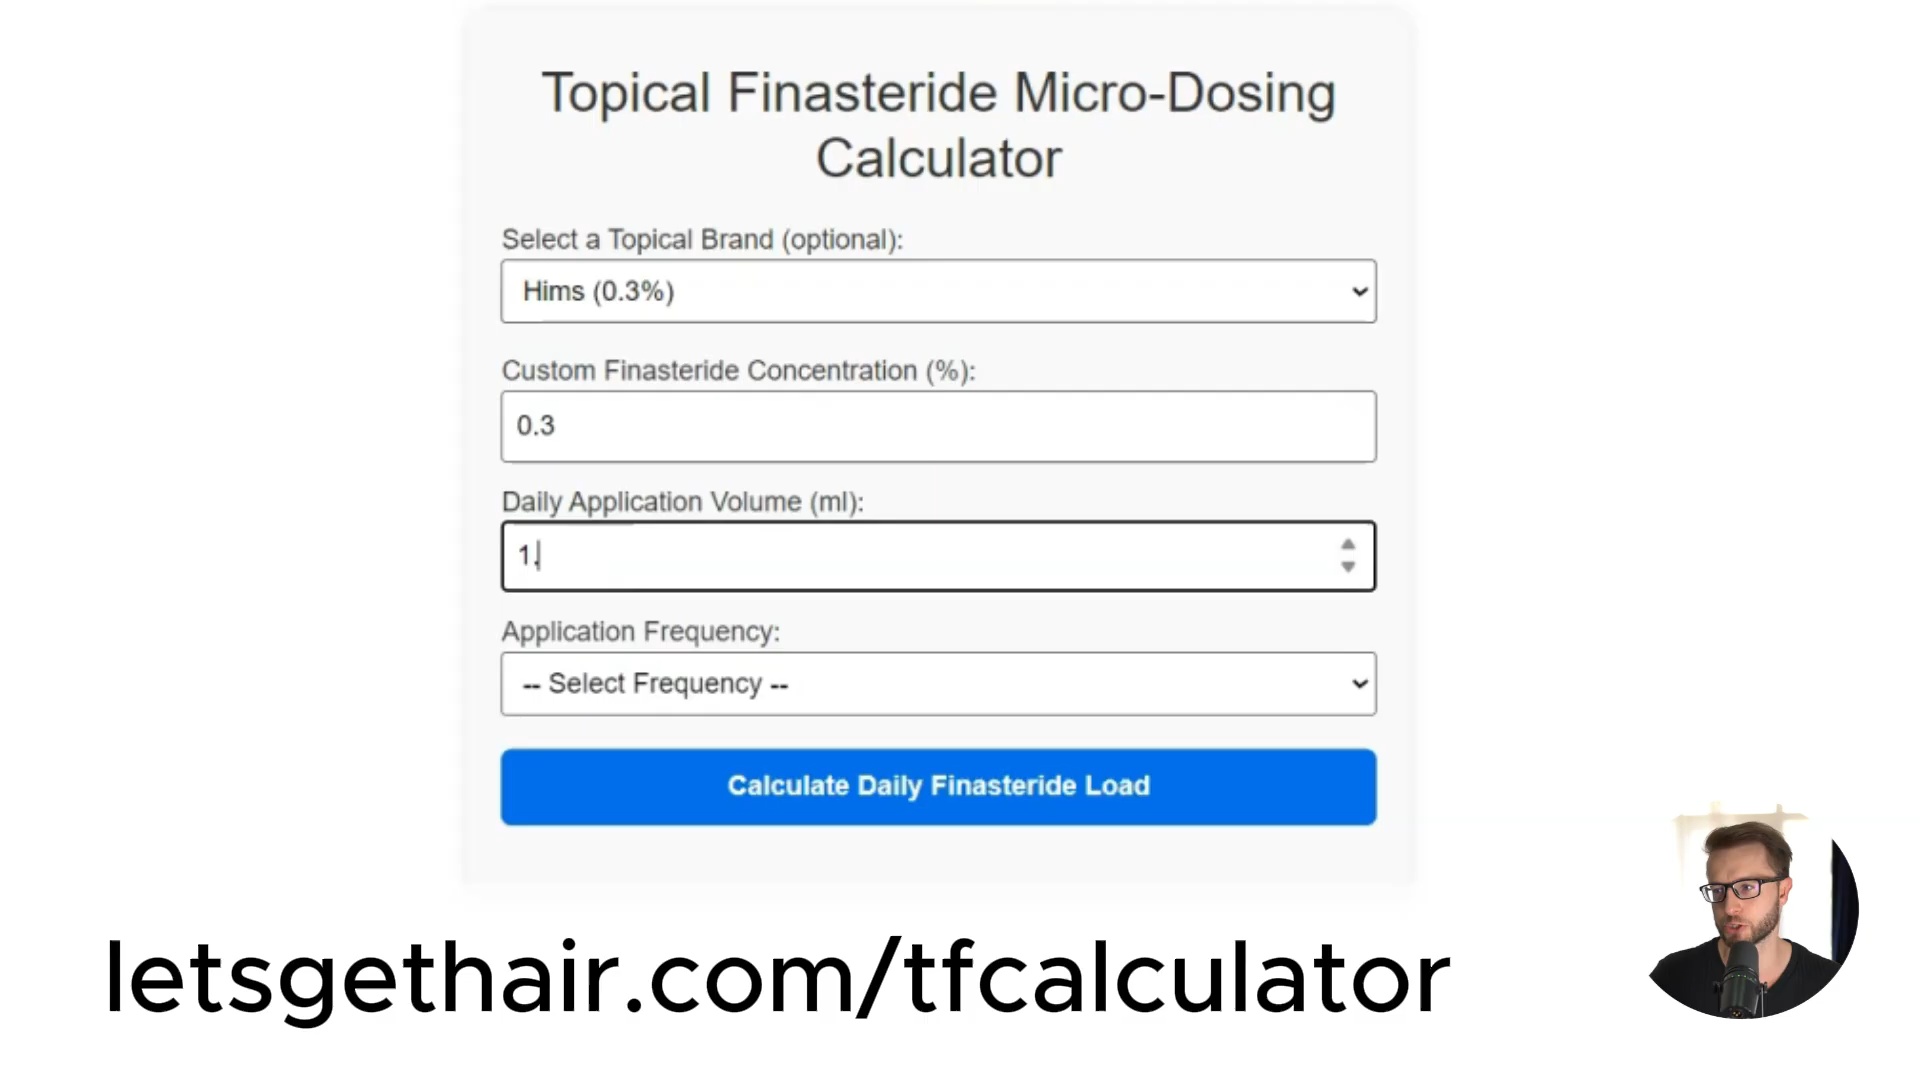 Topical Finasteride Micro-Dosing
Calculator
Select a Topical Brand (optional):
Hims (0.3%)
Custom Finasteride Concentration (%):
0.3
Daily Application Volume (ml):
1.
Application Frequency:
-- Select Frequency --
Calculate Daily Finasteride Load
letsgethair.com/tfcalculator